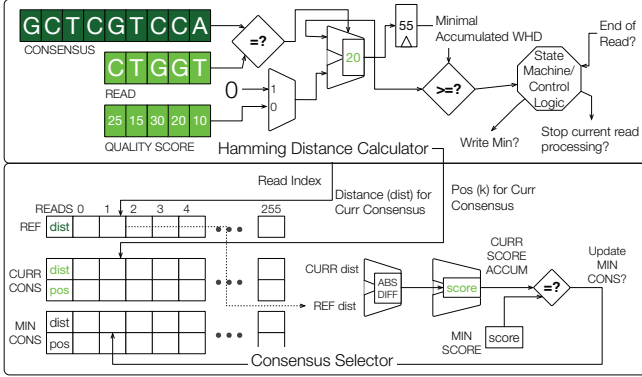 GCTCGTCCA
CONSENSUS
CTGGT
READ
0
1
0
25 15 30 20 10
QUALITY SCORE
=?
20
55
Minimal
Accumulated WHD
>=?
End of
Read?
State
Machine/
Control
Logic
Write Min?
Stop current read
processing?
Hamming Distance Calculator
Read Index
Distance (dist) for
Curr Consensus
Pos (k) for Curr
Consensus
READS 0 1 2 3 4 255
REF dist
CURR
CONS
dist
pos
MIN
CONS
dist
pos
CURR dist
REF dist
ABS
DIFF
score
CURR
SCORE
ACCUM
=?
Update
MIN
CONS?
MIN
SCORE
score
Consensus Selector